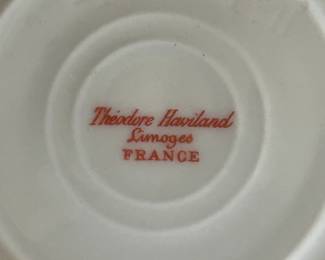 Théodore Haviland
Limoges
FRANCE